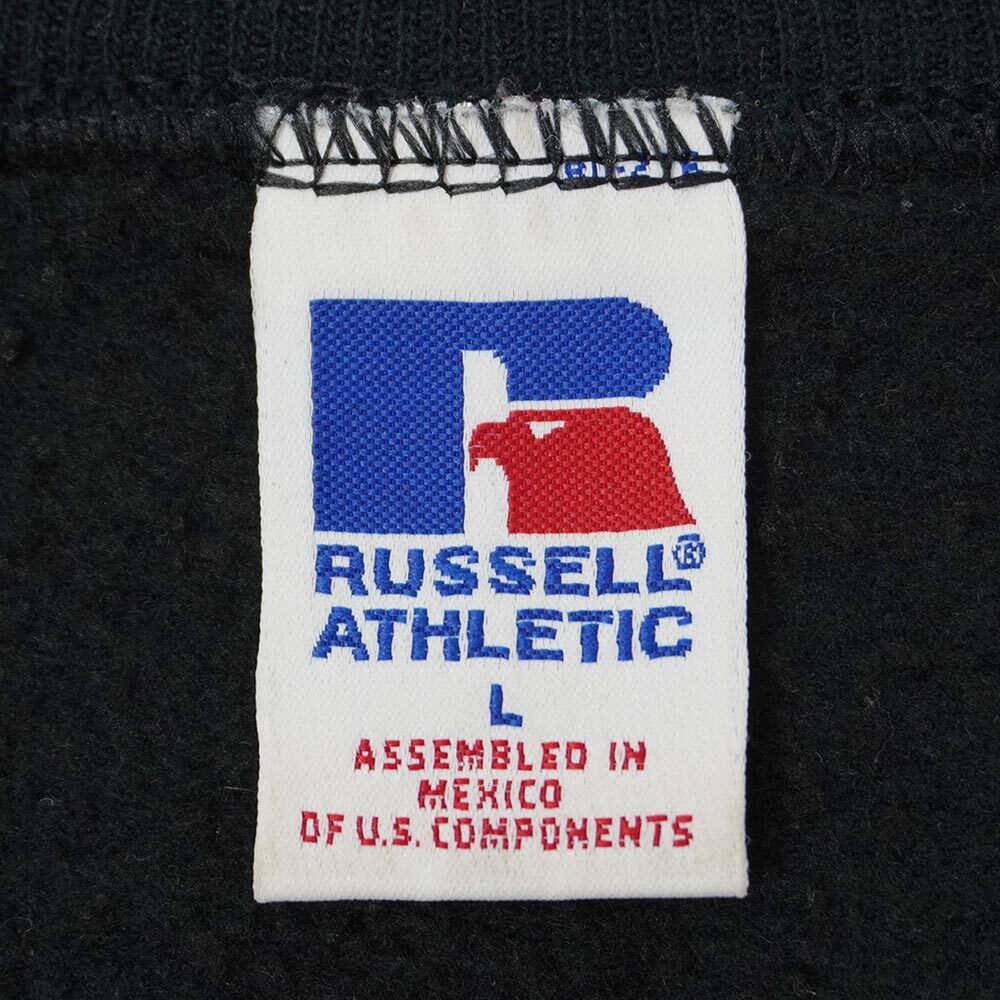 RUSSELL®
ATHLETIC
L
ASSEMBLED IN
MEXICO
OF U.S. COMPONENTS